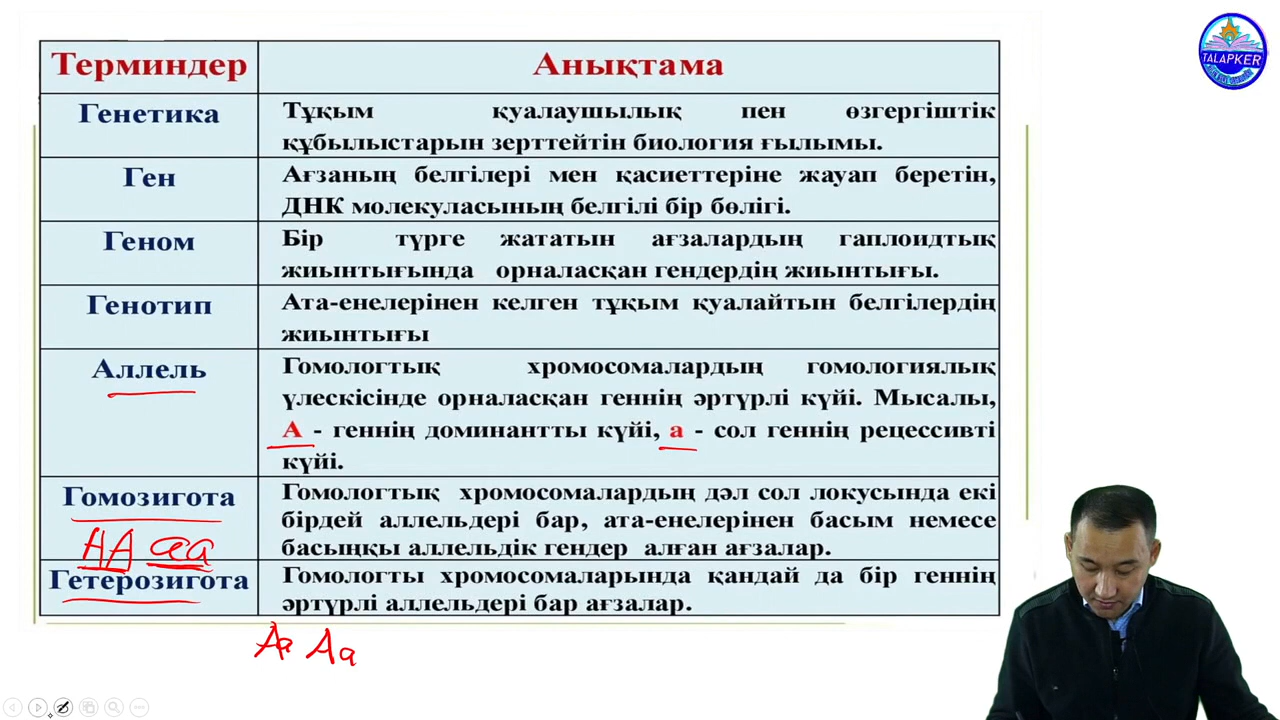 Терминдер
Анықтама
Генетика
Тұқым қуалаушылық пен өзгергіштік
құбылыстарын зерттейтін биология ғылымы.
Ген
Ағзаның белгілері мен қасиеттеріне жауап беретін,
ДНК молекуласының белгілі бір бөлігі.
Геном
Бір түрге жататын ағзалардың гаплоидтық
жиынтығында орналасқан гендердің жиынтығы.
Генотип
Ата-енелерінен келген тұқым қуалайтын белгілердің
жиынтығы
Аллель
Гомологтық хромосомалардың гомологиялық
үлескісінде орналасқан геннің әртүрлі күйі. Мысалы,
А - геннің доминантты күйі, а - сол геннің рецессивті
күйі.
Гомозигота
АА аа
Гомологтық хромосомалардың дәл сол локусында екі
бірдей аллельдері бар, ата-енелерінен басым немесе
басыңқы аллельдік гендер алған ағзалар.
Гетерозигота
Гомологты хромосомаларында қандай да бір геннің
әртүрлі аллельдері бар ағзалар.
Аа Аа
TALAPKER